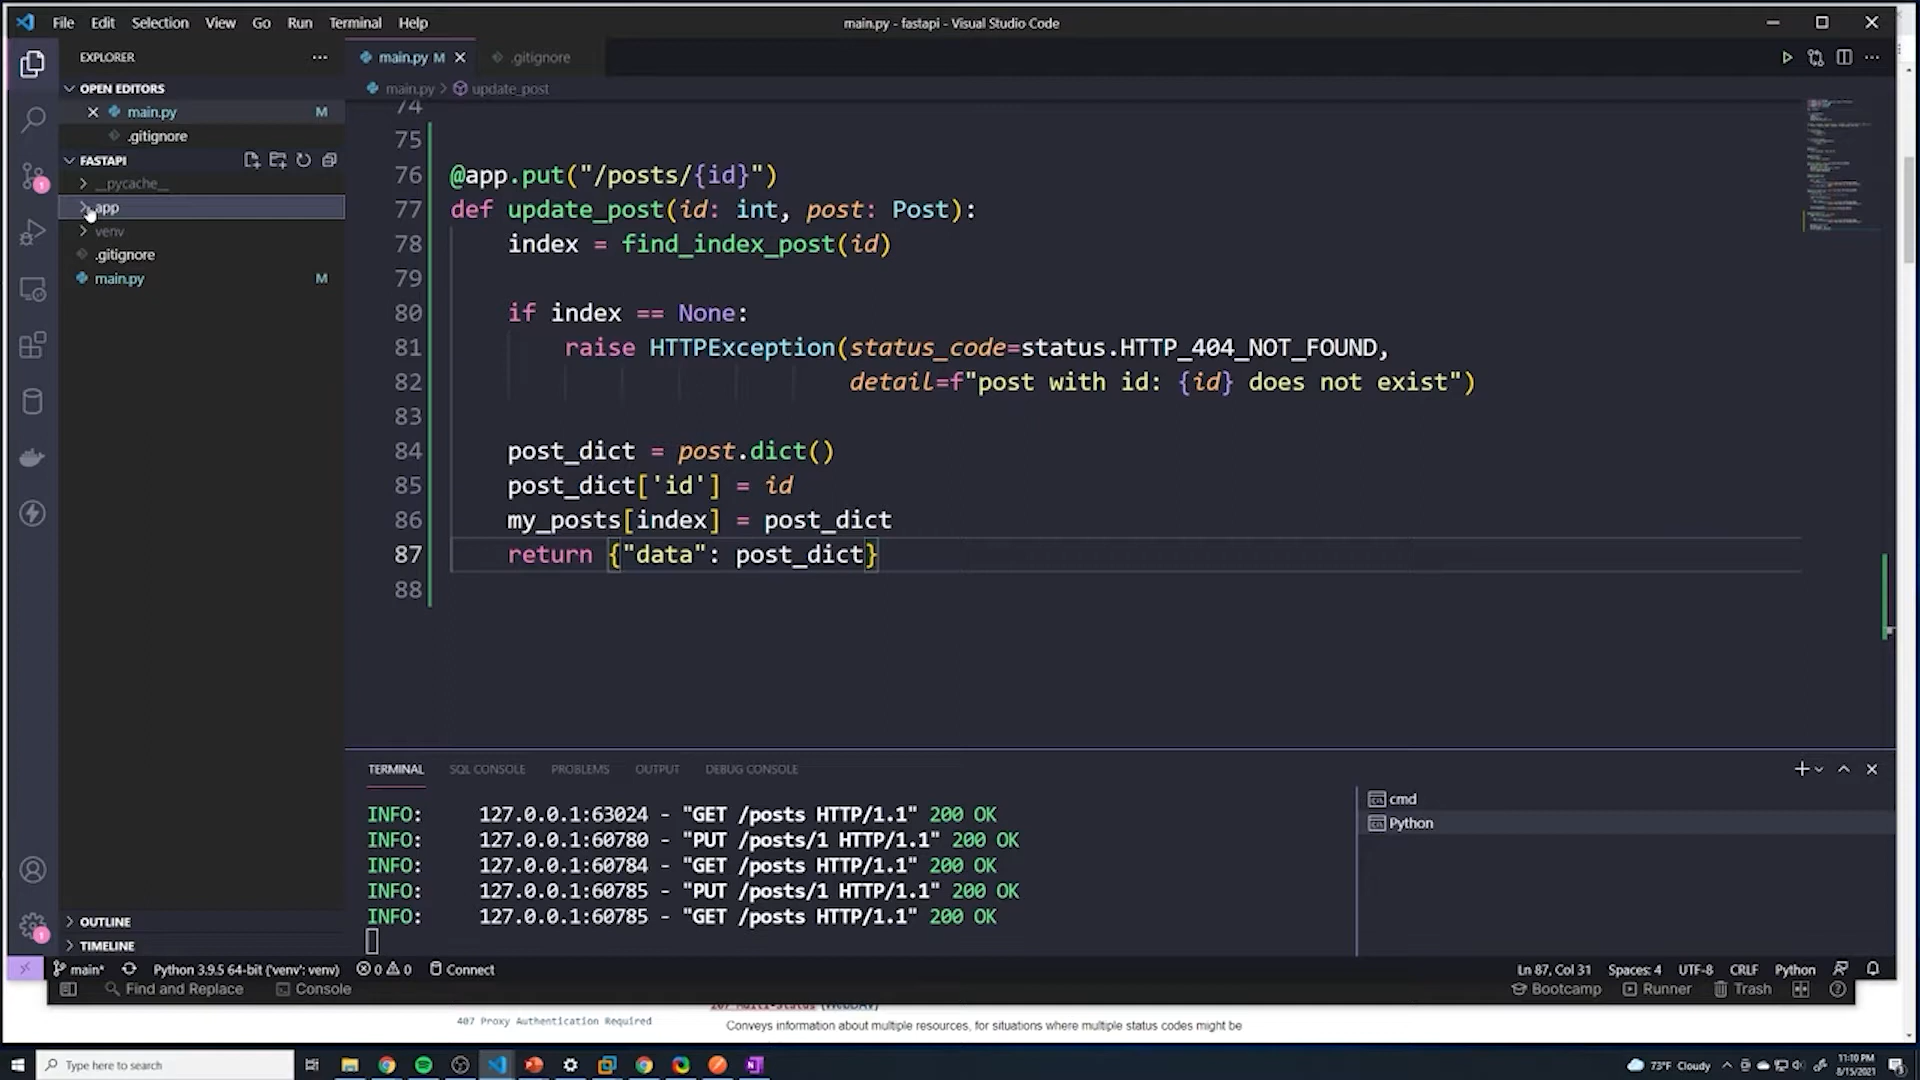 File Edit Selection View Go Run Terminal Help
main.py - fastapi - Visual Studio Code
EXPLORER
OPEN EDITORS
main.py M
.gitignore
FASTAPI
__pycache__
app
venv
.gitignore
main.py M
main.py M
.gitignore
main.py > update_post
74
75
76 @app.put("/posts/{id}")
77 def update_post(id: int, post: Post):
78 index = find_index_post(id)
79
80 if index == None:
81 raise HTTPException(status_code=status.HTTP_404_NOT_FOUND,
82 detail=f"post with id: {id} does not exist")
83
84 post_dict = post.dict()
85 post_dict['id'] = id
86 my_posts[index] = post_dict
87 return {"data": post_dict}
88
TERMINAL SQL CONSOLE PROBLEMS OUTPUT DEBUG CONSOLE
INFO: 127.0.0.1:63024 - "GET /posts HTTP/1.1" 200 OK
INFO: 127.0.0.1:60780 - "PUT /posts/1 HTTP/1.1" 200 OK
INFO: 127.0.0.1:60784 - "GET /posts HTTP/1.1" 200 OK
INFO: 127.0.0.1:60785 - "PUT /posts/1 HTTP/1.1" 200 OK
INFO: 127.0.0.1:60785 - "GET /posts HTTP/1.1" 200 OK
cmd
Python
OUTLINE
TIMELINE
main* Python 3.9.5 64-bit ('venv': venv) 0 0 Connect
Ln 87, Col 31 Spaces: 4 UTF-8 CRLF Python
Find and Replace Console
Bootcamp Runner Trash
207 Multi-Status (WebDAV)
407 Proxy Authentication Required
Conveys information about multiple resources, for situations where multiple status codes might be
Type here to search
73°F Cloudy
11:10 PM
8/15/2021